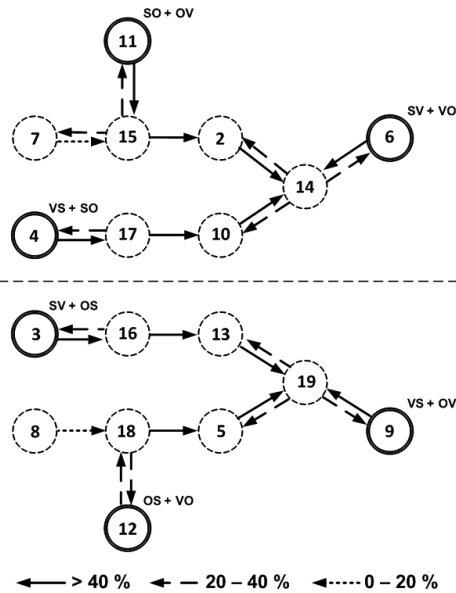 SO + OV
11
7
15
2
SV + VO
6
14
VS + SO
4
17
10
SV + OS
3
16
13
19
VS + OV
9
8
18
5
12
OS + VO
> 40 % 20 – 40 % 0 – 20 %